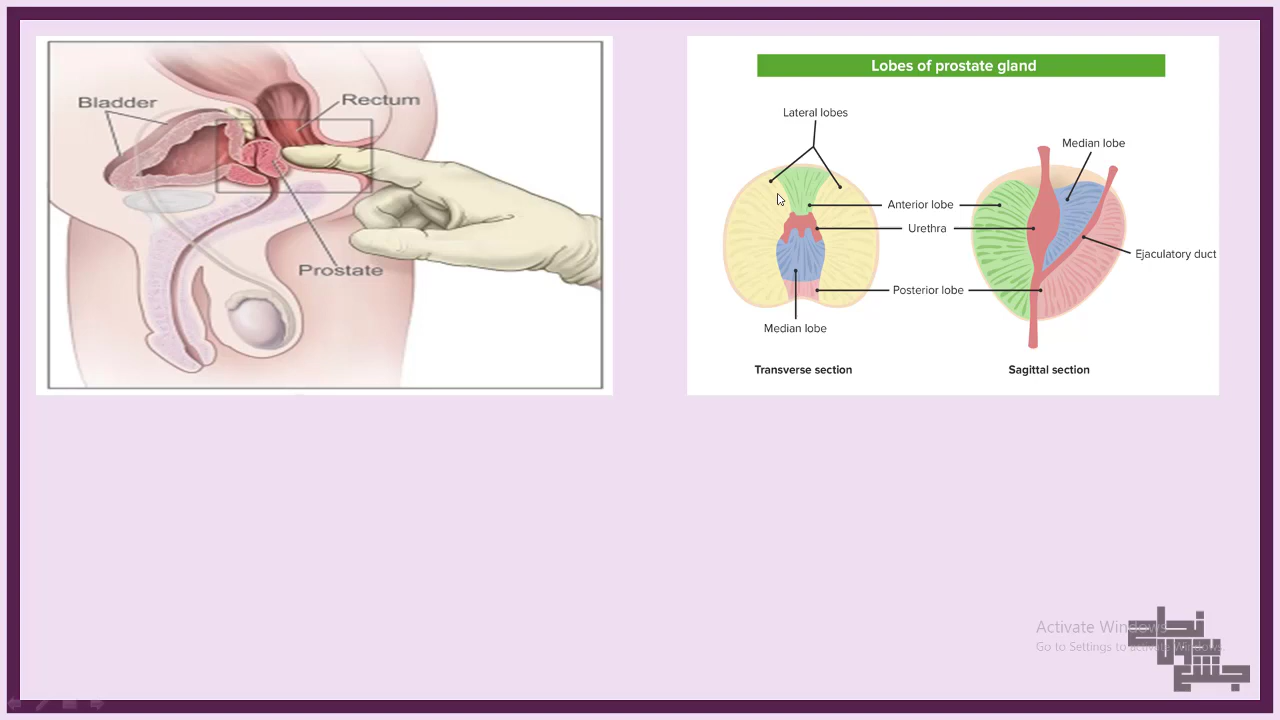 Bladder
Rectum
Prostate
Lobes of prostate gland
Lateral lobes
Median lobe
Anterior lobe
Urethra
Ejaculatory duct
Posterior lobe
Median lobe
Transverse section
Sagittal section
Activate Windows
Go to Settings to activate Windows.